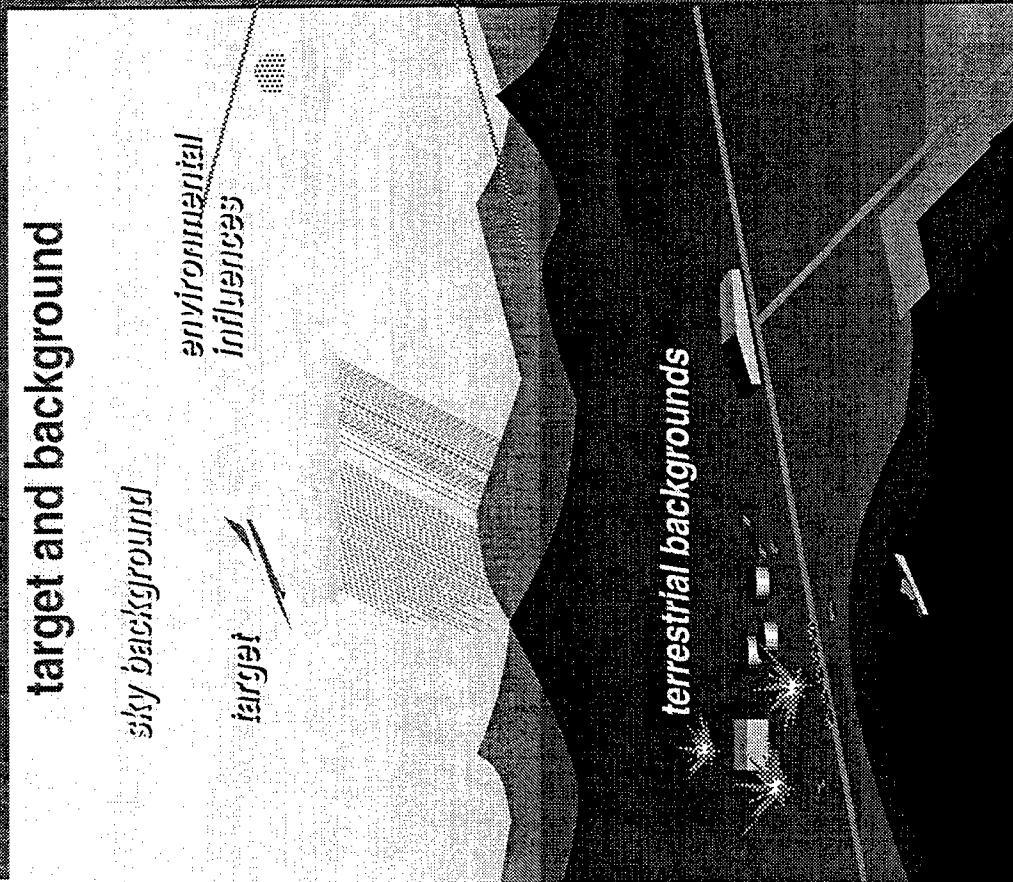 target and background
sky background
target
environmental
influences
terrestrial backgrounds